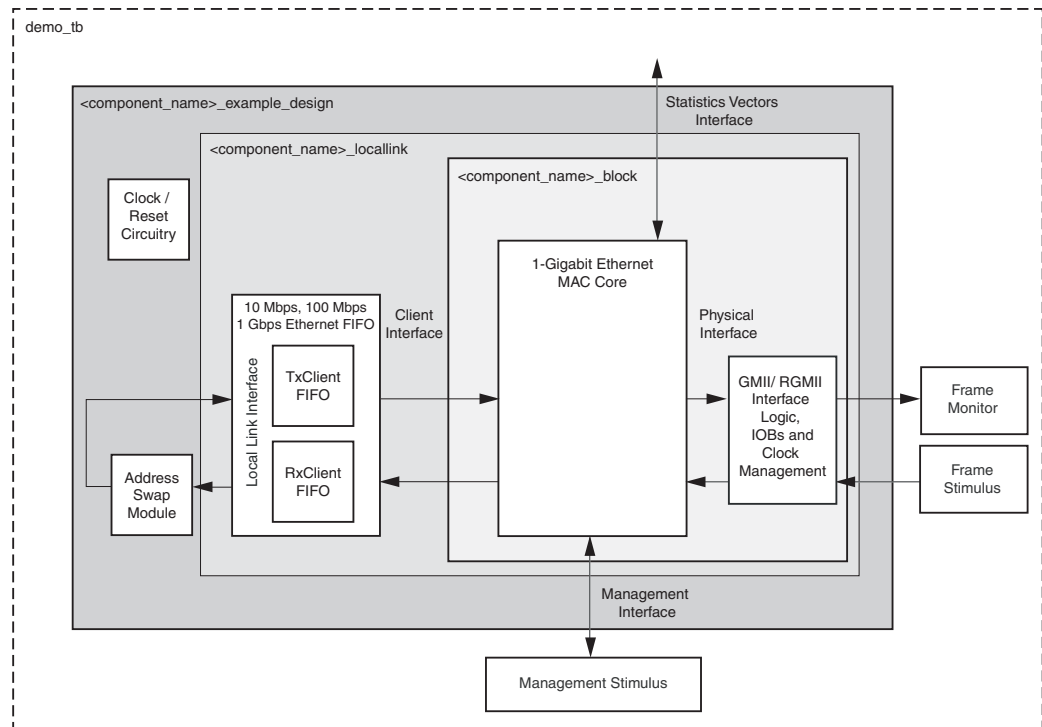 demo_tb
<component_name>_example_design
Statistics Vectors
Interface
<component_name>_locallink
<component_name>_block
Clock /
Reset
Circuitry
1-Gigabit Ethernet
MAC Core
10 Mbps, 100 Mbps
1 Gbps Ethernet FIFO
Client
Interface
Physical
Interface
Local Link Interface
TxClient
FIFO
RxClient
FIFO
GMII/ RGMII
Interface
Logic,
IOBs and
Clock
Management
Frame
Monitor
Frame
Stimulus
Address
Swap
Module
Management
Interface
Management Stimulus